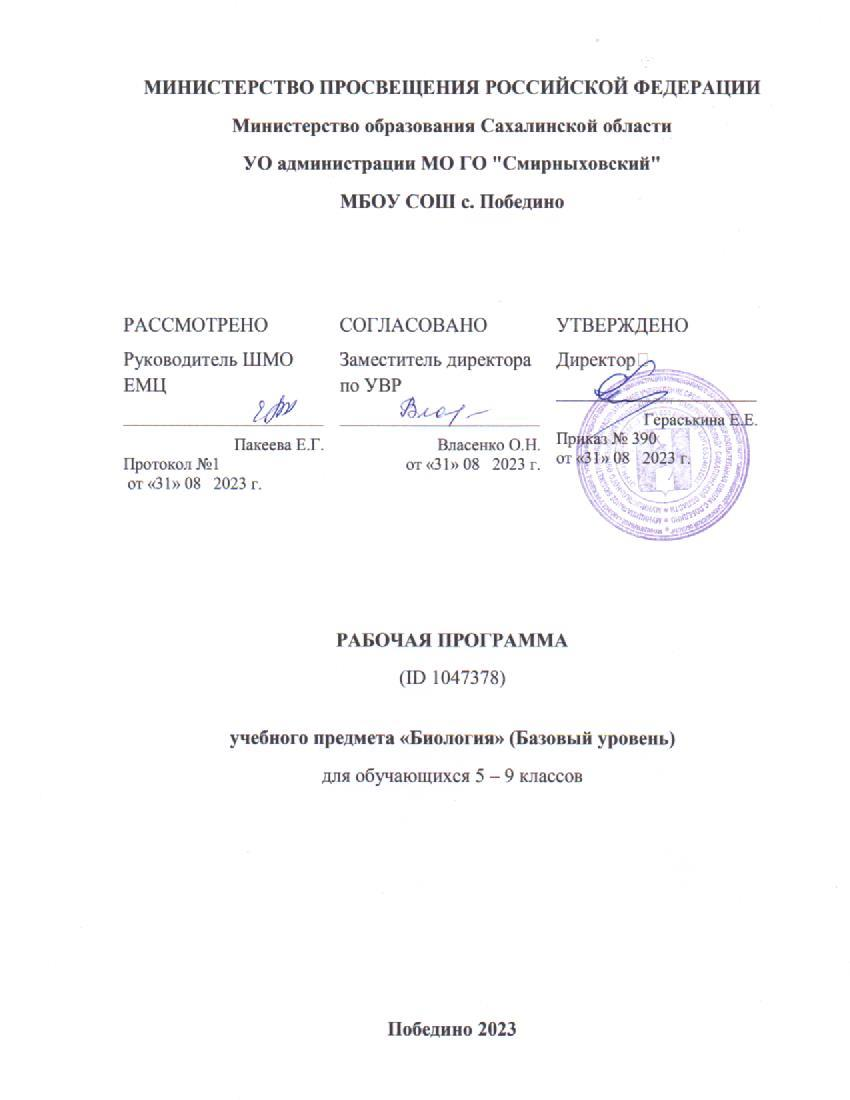 МИНИСТЕРСТВО ПРОСВЕЩЕНИЯ РОССИЙСКОЙ ФЕДЕРАЦИИ
Министерство образования Сахалинской области
УО администрации МО ГО "Смирныховский"
МБОУ СОШ с. Победино
РАССМОТРЕНО
Руководитель ШМО
ЕМЦ
Пакеева Е.Г.
Протокол №1
от «31» 08 2023 г.
СОГЛАСОВАНО
Заместитель директора
по УВР
Влас
Власенко О.Н.
от «31» 08 2023 г.
УТВЕРЖДЕНО
Директор
Гераськина Е.Е.
Приказ № 390
от «31» 08 2023 г.
РАБОЧАЯ ПРОГРАММА
(ID 1047378)
учебного предмета «Биология» (Базовый уровень)
для обучающихся 5 – 9 классов
Победино 2023